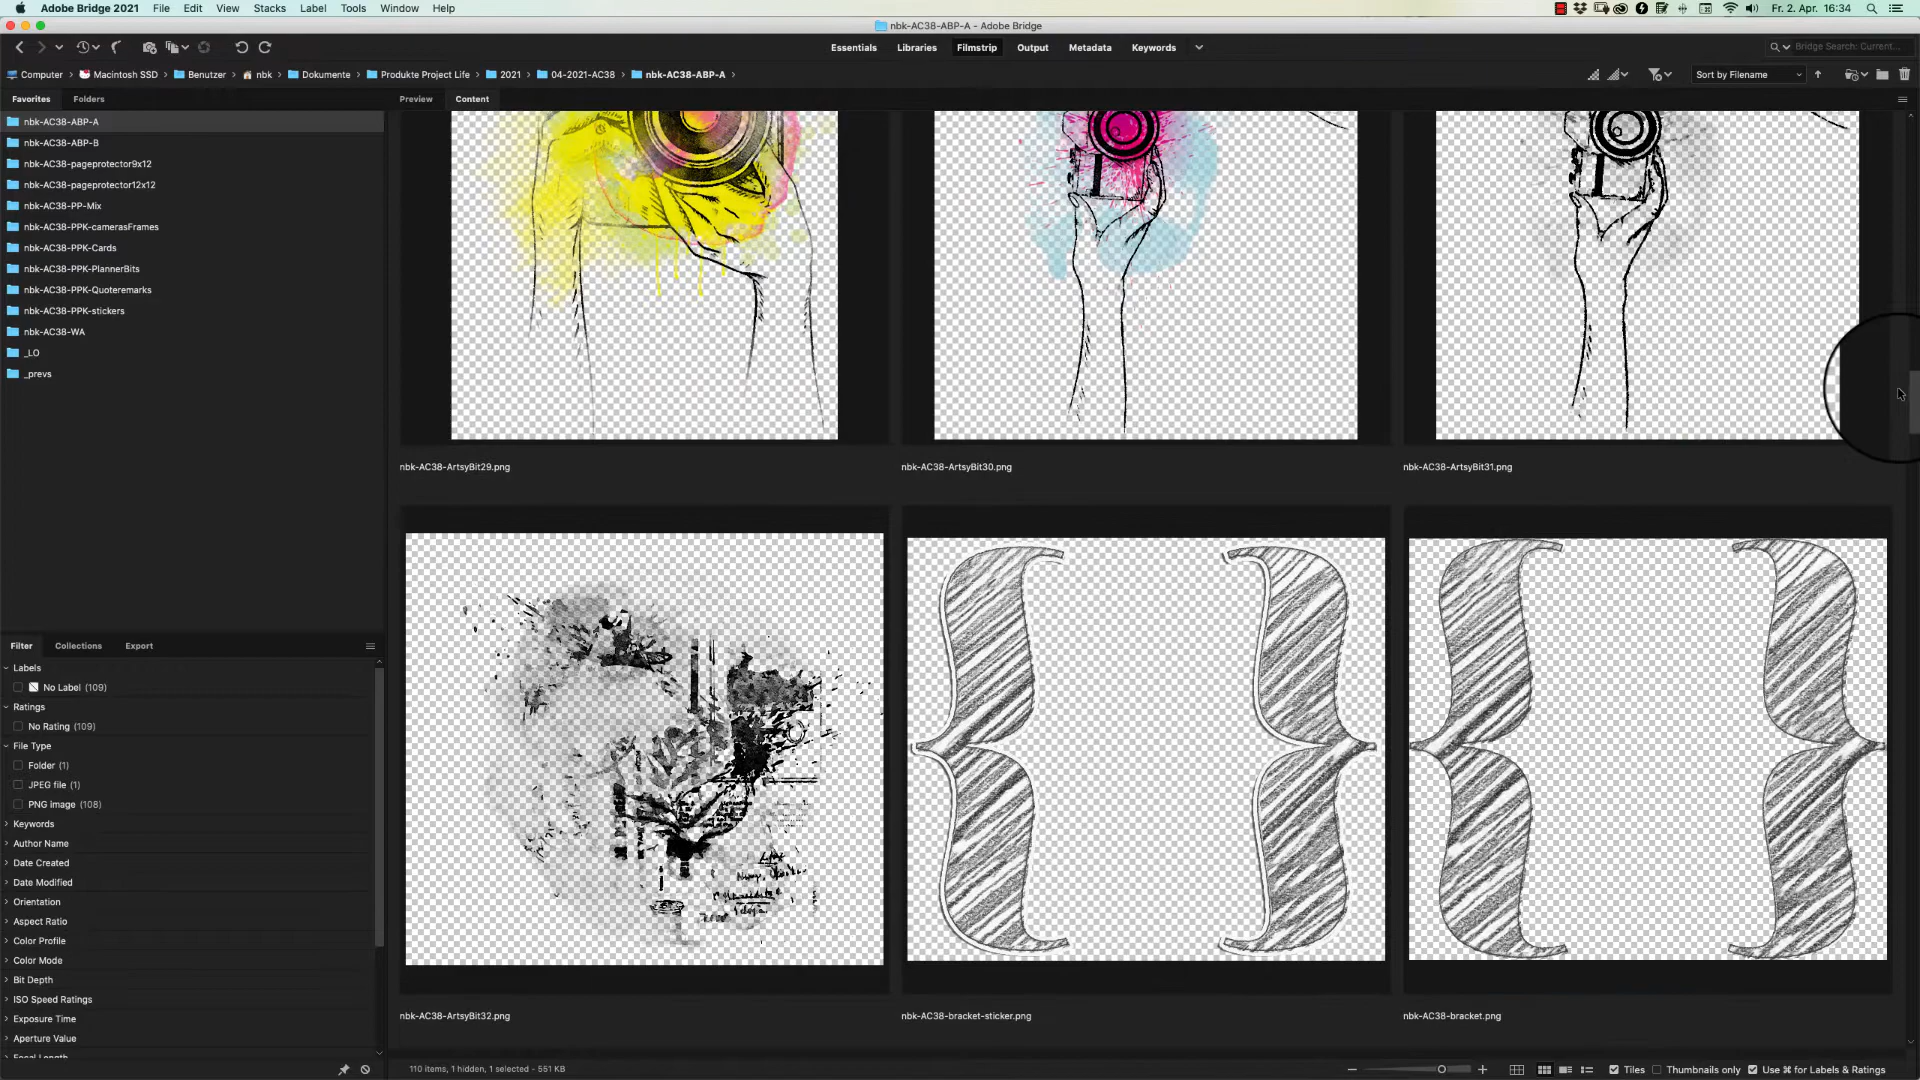 Adobe Bridge 2021 File Edit View Stacks Label Tools Window Help Fr. 2. Apr. 16:34
nbk-AC38-ABP-A - Adobe Bridge
Essentials Libraries Filmstrip Output Metadata Keywords Bridge Search: Current...
Computer Macintosh SSD Benutzer nbk Dokumente Produkte Project Life 2021 04-2021-AC38 nbk-AC38-ABP-A Sort by Filename
Favorites Folders Preview Content
nbk-AC38-ABP-A
nbk-AC38-ABP-B
nbk-AC38-pageprotector9x12
nbk-AC38-pageprotector12x12
nbk-AC38-PP-Mix
nbk-AC38-PPK-camerasFrames
nbk-AC38-PPK-Cards
nbk-AC38-PPK-PlannerBits
nbk-AC38-PPK-Quoteremarks
nbk-AC38-PPK-stickers
nbk-AC38-WA
_LO
_prevs
nbk-AC38-ArtsyBit29.png nbk-AC38-ArtsyBit30.png nbk-AC38-ArtsyBit31.png
Filter Collections Export
Labels
No Label (109)
Ratings
No Rating (109)
File Type
Folder (1)
JPEG file (1)
PNG image (108)
Keywords
Author Name
Date Created
Date Modified
Orientation
Aspect Ratio
Color Profile
Color Mode
Bit Depth
ISO Speed Ratings
Exposure Time
Aperture Value
Focal Length
nbk-AC38-ArtsyBit32.png nbk-AC38-bracket-sticker.png nbk-AC38-bracket.png
110 items, 1 hidden, 1 selected - 551 KB Tiles Thumbnails only Use ⌘ for Labels & Ratings